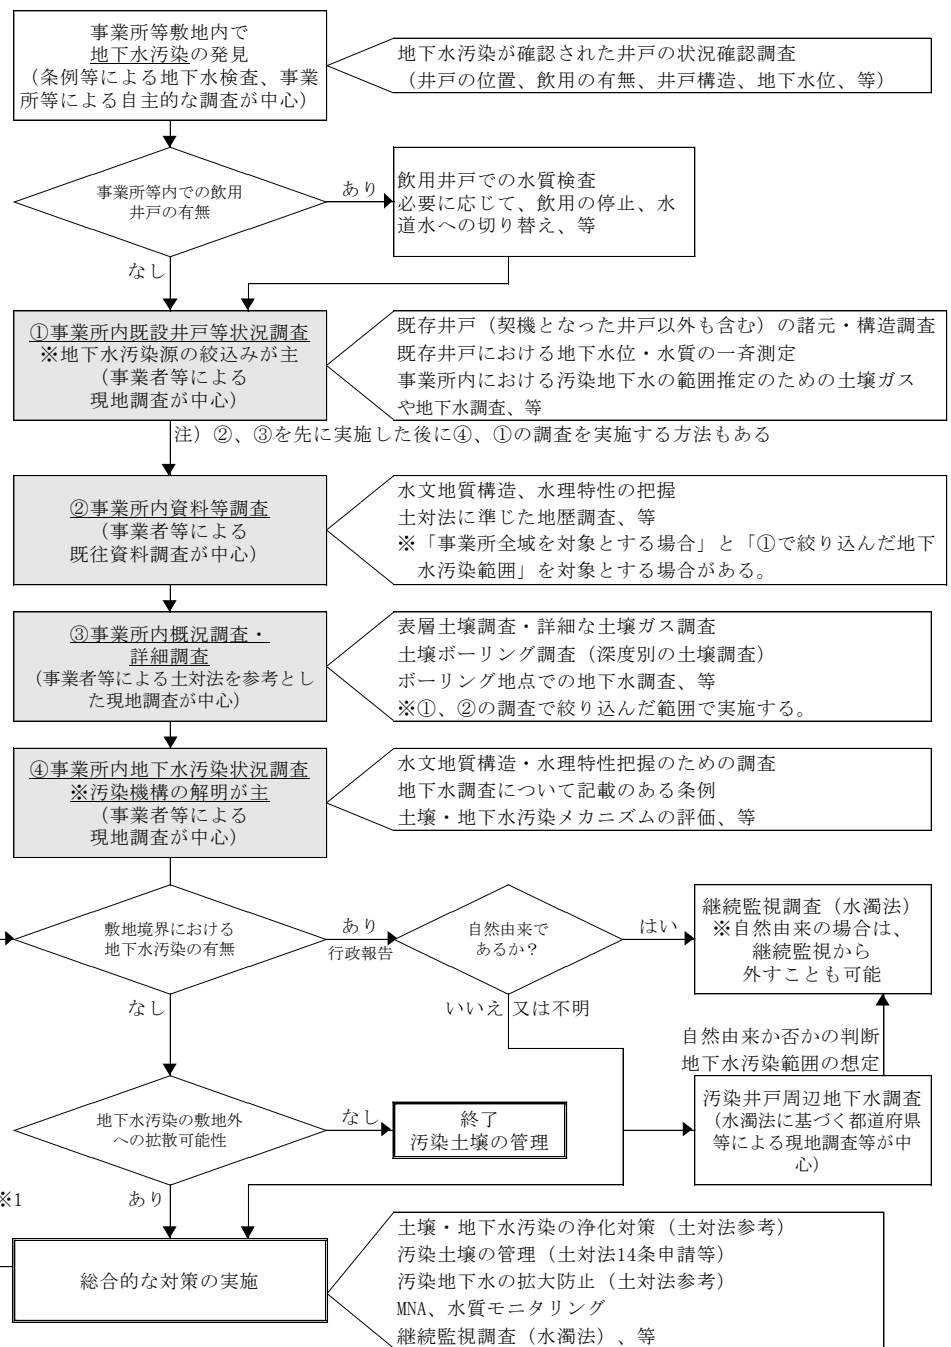 事業所等敷地内で
地下水汚染の発見
（条例等による地下水検査、事業
所等による自主的な調査が中心）
地下水汚染が確認された井戸の状況確認調査
（井戸の位置、飲用の有無、井戸構造、地下水位、等）
事業所等内での飲用
井戸の有無
あり
飲用井戸での水質検査
必要に応じて、飲用の停止、水
道水への切り替え、等
なし
①事業所内既設井戸等状況調査
※地下水汚染源の絞込みが主
（事業者等による
現地調査が中心）
既存井戸（契機となった井戸以外も含む）の諸元・構造調査
既存井戸における地下水位・水質の一斉測定
事業所内における汚染地下水の範囲推定のための土壌ガス
や地下水調査、等
注）②、③を先に実施した後に④、①の調査を実施する方法もある
②事業所内資料等調査
（事業者等による
既往資料調査が中心）
水文地質構造、水理特性の把握
土対法に準じた地歴調査、等
※「事業所全域を対象とする場合」と「①で絞り込んだ地下
水汚染範囲」を対象とする場合がある。
③事業所内概況調査・
詳細調査
（事業者等による土対法を参考とし
た現地調査が中心）
表層土壌調査・詳細な土壌ガス調査
土壌ボーリング調査（深度別の土壌調査）
ボーリング地点での地下水調査、等
※①、②の調査で絞り込んだ範囲で実施する。
④事業所内地下水汚染状況調査
※汚染機構の解明が主
（事業者等による
現地調査が中心）
水文地質構造・水理特性把握のための調査
地下水調査について記載のある条例
土壌・地下水汚染メカニズムの評価、等
敷地境界における
地下水汚染の有無
あり
行政報告
自然由来で
あるか？
はい
継続監視調査（水濁法）
※自然由来の場合は、
継続監視から
外すことも可能
なし
いいえ 又は不明
自然由来か否かの判断
地下水汚染範囲の想定
地下水汚染の敷地外
への拡散可能性
なし
終了
汚染土壌の管理
汚染井戸周辺地下水調査
（水濁法に基づく都道府県
等による現地調査等が中
心）
※1
あり
総合的な対策の実施
土壌・地下水汚染の浄化対策（土対法参考）
汚染土壌の管理（土対法14条申請等）
汚染地下水の拡大防止（土対法参考）
MNA、水質モニタリング
継続監視調査（水濁法）、等